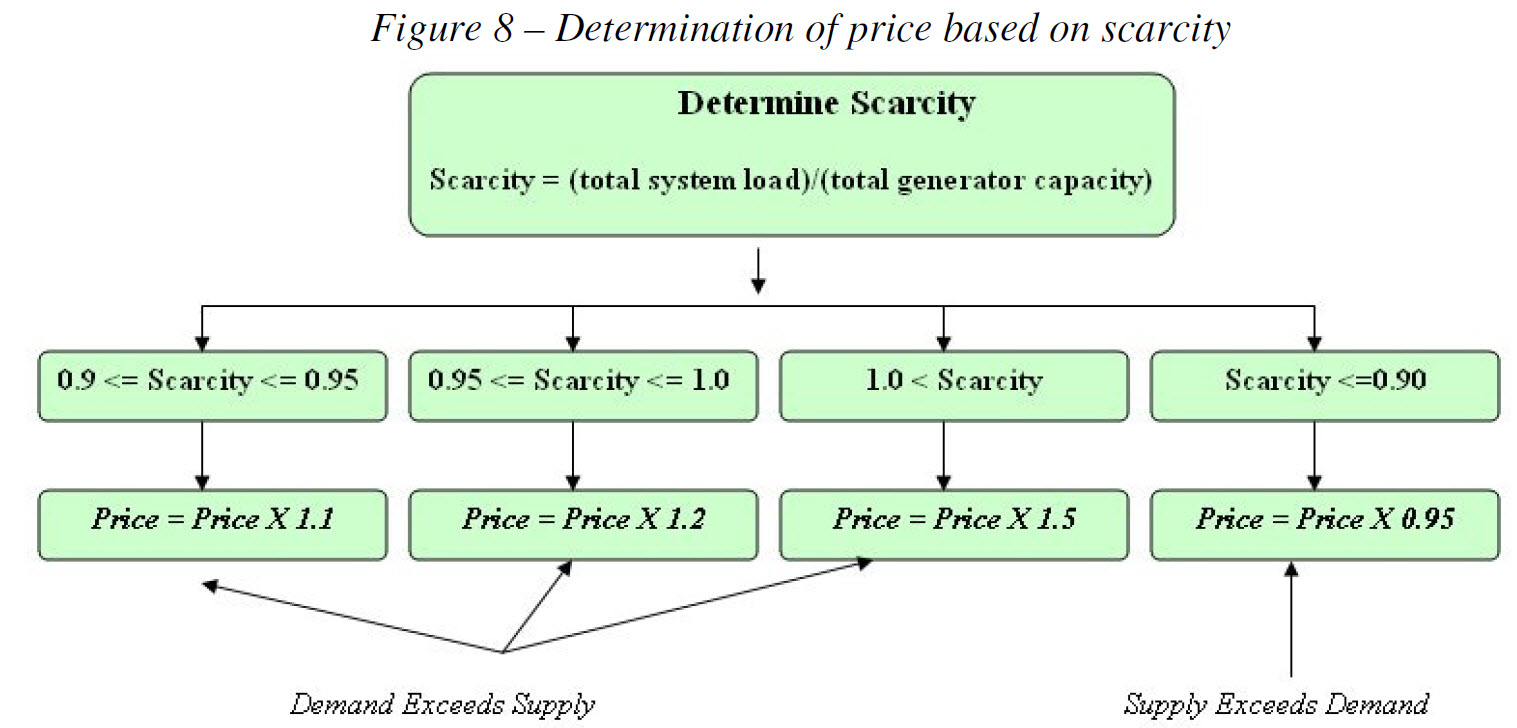 Figure 8 – Determination of price based on scarcity
Determine Scarcity
Scarcity = (total system load)/(total generator capacity)
0.9 <= Scarcity <= 0.95
0.95 <= Scarcity <= 1.0
1.0 < Scarcity
Scarcity <=0.90
Price = Price X 1.1
Price = Price X 1.2
Price = Price X 1.5
Price = Price X 0.95
Demand Exceeds Supply
Supply Exceeds Demand